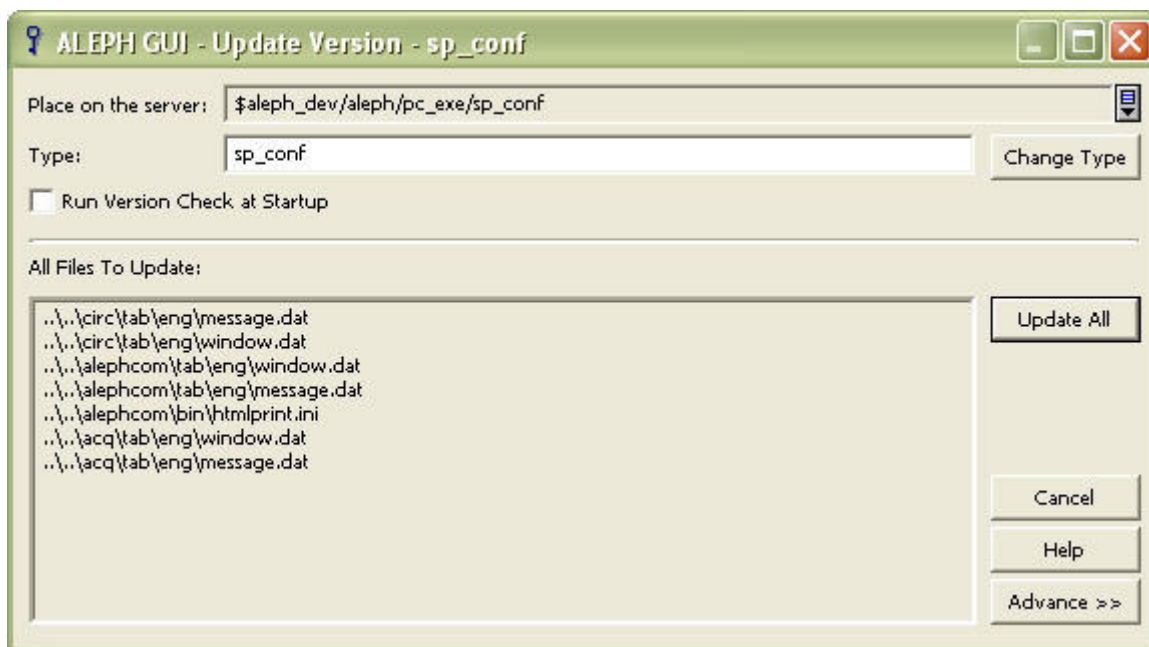 ALEPH GUI - Update Version - sp_conf
Place on the server: $aleph_dev/aleph/pc_exe/sp_conf
Type: sp_conf Change Type
Run Version Check at Startup
All Files To Update:
..\..\circ\tab\eng\message.dat Update All
..\..\circ\tab\eng\window.dat
..\..\alephcom\tab\eng\window.dat
..\..\alephcom\tab\eng\message.dat
..\..\alephcom\bin\htmlprint.ini
..\..\acq\tab\eng\window.dat
..\..\acq\tab\eng\message.dat
Cancel
Help
Advance >>